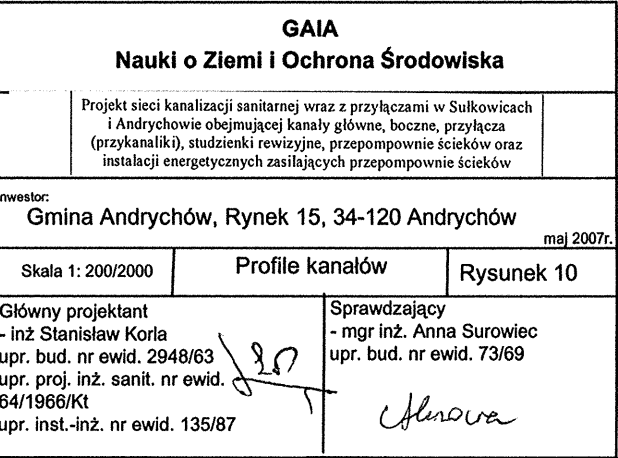 GAIA
Nauki o Ziemi i Ochrona Środowiska
Projekt sieci kanalizacji sanitarnej wraz z przyłączami w Sułkowicach
i Andrychowie obejmującej kanały główne, boczne, przyłącza
(przykanaliki), studzienki rewizyjne, przepompownie ścieków oraz
instalacji energetycznych zasilających przepompownie ścieków
nwestor:
Gmina Andrychów, Rynek 15, 34-120 Andrychów
maj 2007r.
Skala 1: 200/2000
Profile kanałów
Rysunek 10
Główny projektant
- inż Stanisław Korla
upr. bud. nr ewid. 2948/63
upr. proj. inż. sanit. nr ewid.
64/1966/Kt
upr. inst.-inż. nr ewid. 135/87
Sprawdzający
- mgr inż. Anna Surowiec
upr. bud. nr ewid. 73/69